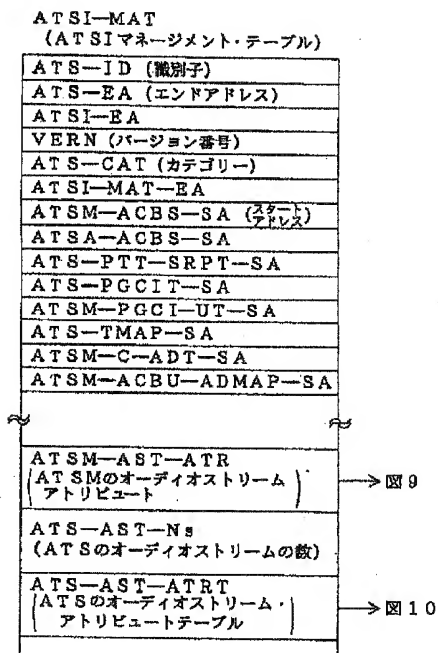 ATSI—MAT
(ATSIマネージメント・テーブル)
ATS—ID (識別子)
ATS—EA (エンドアドレス)
ATSI—EA
VERN (バージョン番号)
ATS—CAT (カテゴリー)
ATSI—MAT—EA
ATSM—ACBS—SA (スタートアドレス)
ATSA—ACBS—SA
ATS—PTT—SRPT—SA
ATS—PGCIT—SA
ATSM—PGCI—UT—SA
ATS—TMAP—SA
ATSM—C—ADT—SA
ATSM—ACBU—ADMAP—SA
ATSM—AST—ATR
(ATSMのオーディオストリーム
アトリビュート)
→図9
ATS—AST—Ns
(ATSのオーディオストリームの数)
ATS—AST—ATRT
(ATSのオーディオストリーム・
アトリビュートテーブル)
→図10